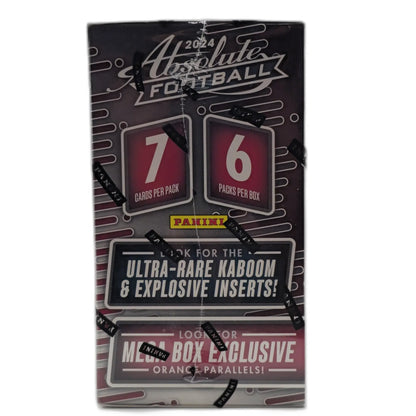 2024
Absolute
FOOTBALL
7
CARDS PER PACK
6
PACKS PER BOX
PANINI
LOOK FOR THE
ULTRA-RARE KABOOM
& EXPLOSIVE INSERTS!
LOOK FOR
MEGA BOX EXCLUSIVE
ORANGE PARALLELS!